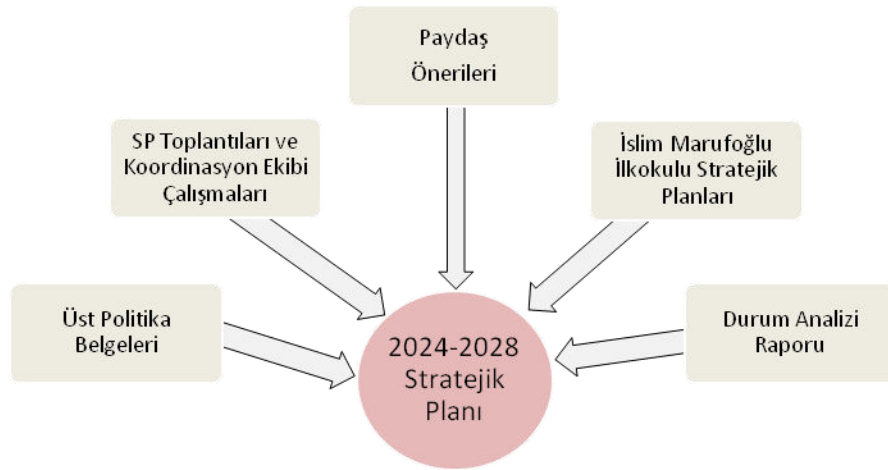 Paydaş
Önerileri
SP Toplantıları ve
Koordinasyon Ekibi
Çalışmaları
İslim Marufoğlu
İlkokulu Stratejik
Planları
Üst Politika
Belgeleri
Durum Analizi
Raporu
2024-2028
Stratejik
Planı